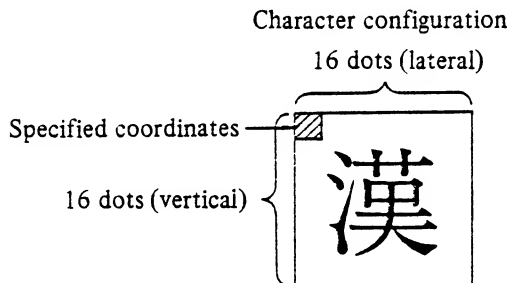 Character configuration
16 dots (lateral)
Specified coordinates
16 dots (vertical)
漢